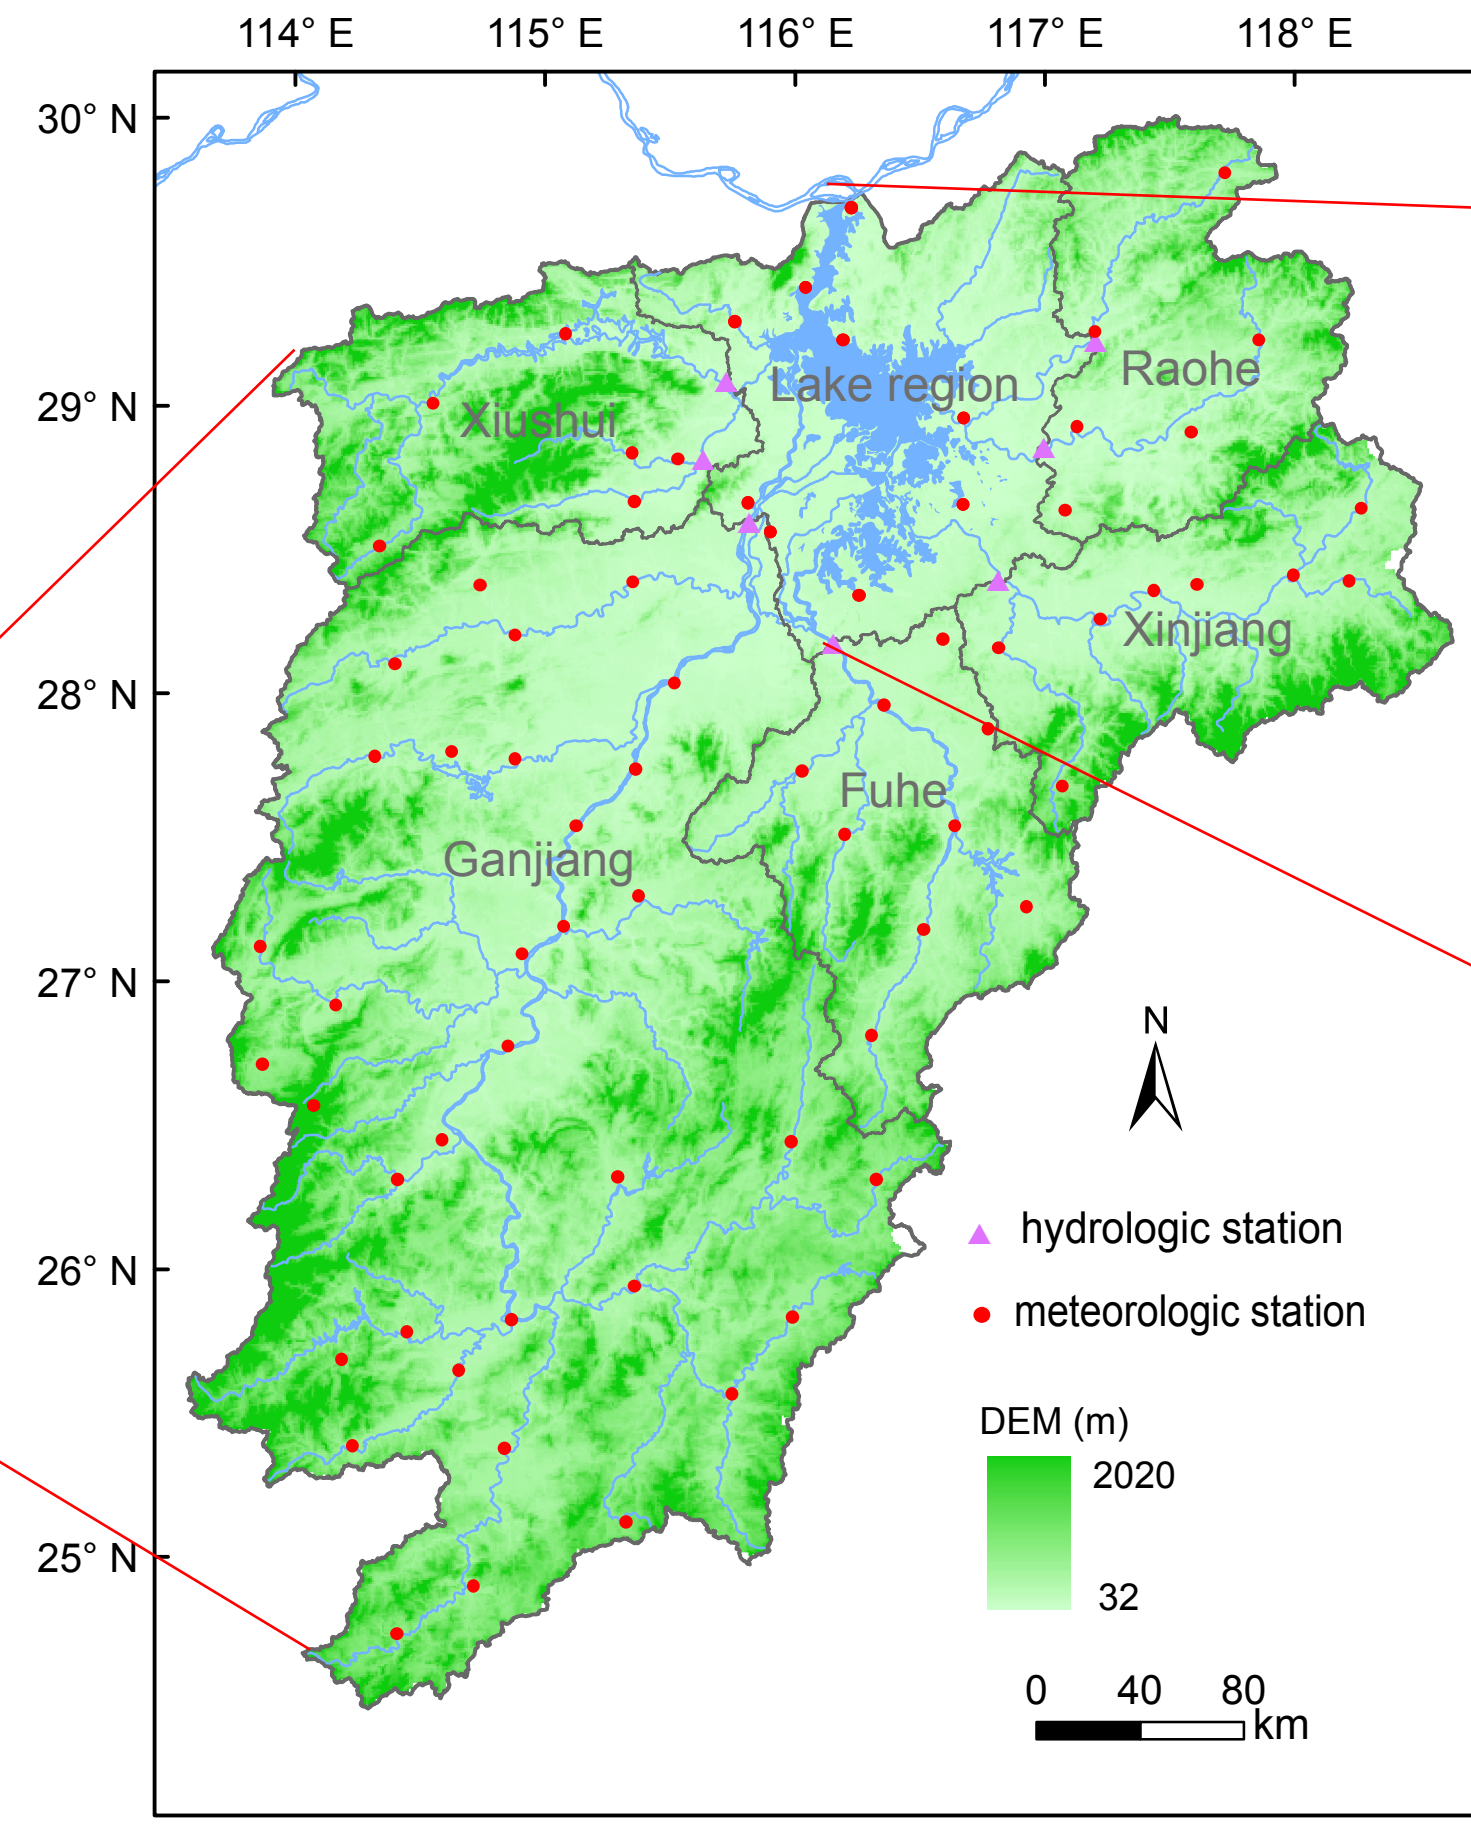 114° E 115° E 116° E 117° E 118° E
30° N
29° N
28° N
27° N
26° N
25° N
Raohe
Lake region
Xiushui
Xinjiang
Fuhe
Ganjiang
N
hydrologic station
meteorologic station
DEM (m)
2020
32
0 40 80
km